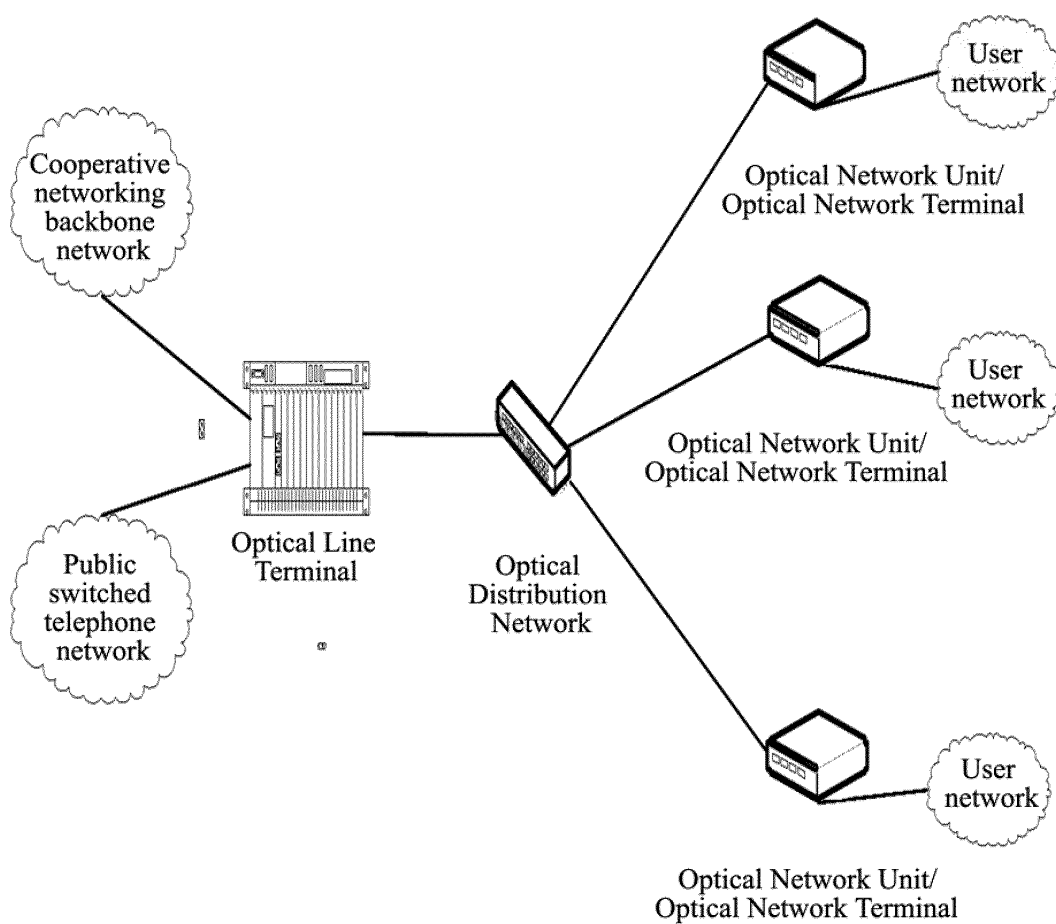 Cooperative
networking
backbone
network
Public
switched
telephone
network
Optical Line
Terminal
Optical
Distribution
Network
User
network
Optical Network Unit/
Optical Network Terminal
User
network
Optical Network Unit/
Optical Network Terminal
User
network
Optical Network Unit/
Optical Network Terminal